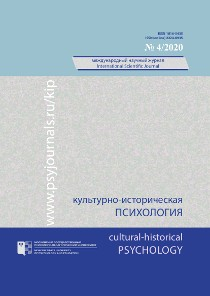 № 4/2020
международный научный журнал
International Scientific Journal
www.psyjournals.ru/kip
культурно-историческая
ПСИХОЛОГИЯ
cultural-historical
PSYCHOLOGY